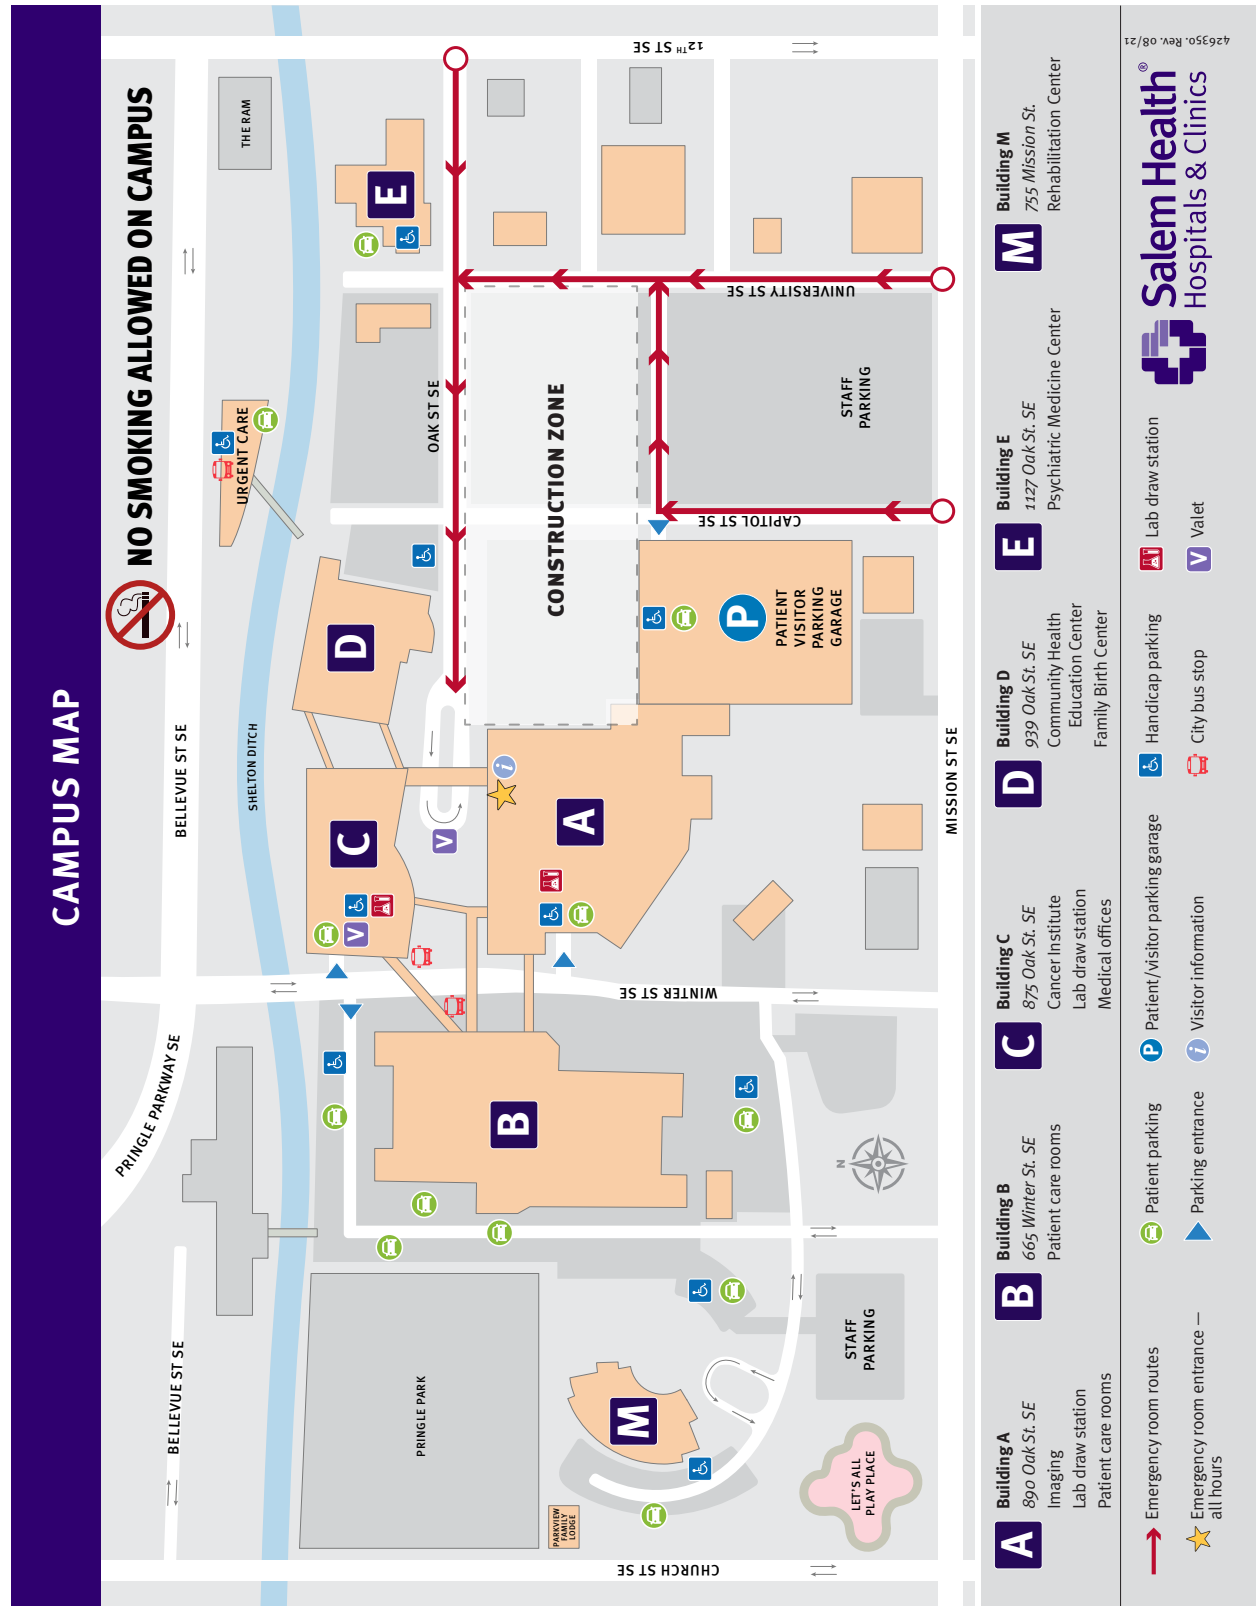 CAMPUS MAP
NO SMOKING ALLOWED ON CAMPUS
BELLEVUE ST SE
PRINGLE PARKWAY SE
BELLEVUE ST SE
THE RAM
URGENT CARE
SHELTON DITCH
OAK ST SE
12TH ST SE
UNIVERSITY ST SE
CAPITOL ST SE
WINTER ST SE
CHURCH ST SE
MISSION ST SE
CONSTRUCTION ZONE
STAFF
PARKING
P
PATIENT
VISITOR
PARKING
GARAGE
E
D
C
V
V
i
A
B
M
N
PRINGLE PARK
PARKVIEW
FAMILY
LODGE
STAFF
PARKING
LET'S ALL
PLAY PLACE
A
Building A
890 Oak St. SE
Imaging
Lab draw station
Patient care rooms
B
Building B
665 Winter St. SE
Patient care rooms
C
Building C
875 Oak St. SE
Cancer Institute
Lab draw station
Medical offices
D
Building D
939 Oak St. SE
Community Health
Education Center
Family Birth Center
E
Building E
1127 Oak St. SE
Psychiatric Medicine Center
M
Building M
755 Mission St.
Rehabilitation Center
Emergency room routes
Emergency room entrance —
all hours
Patient parking
Parking entrance
P Patient/visitor parking garage
i Visitor information
Handicap parking
City bus stop
Lab draw station
V Valet
Salem Health®
Hospitals & Clinics
426350. Rev. 08/21